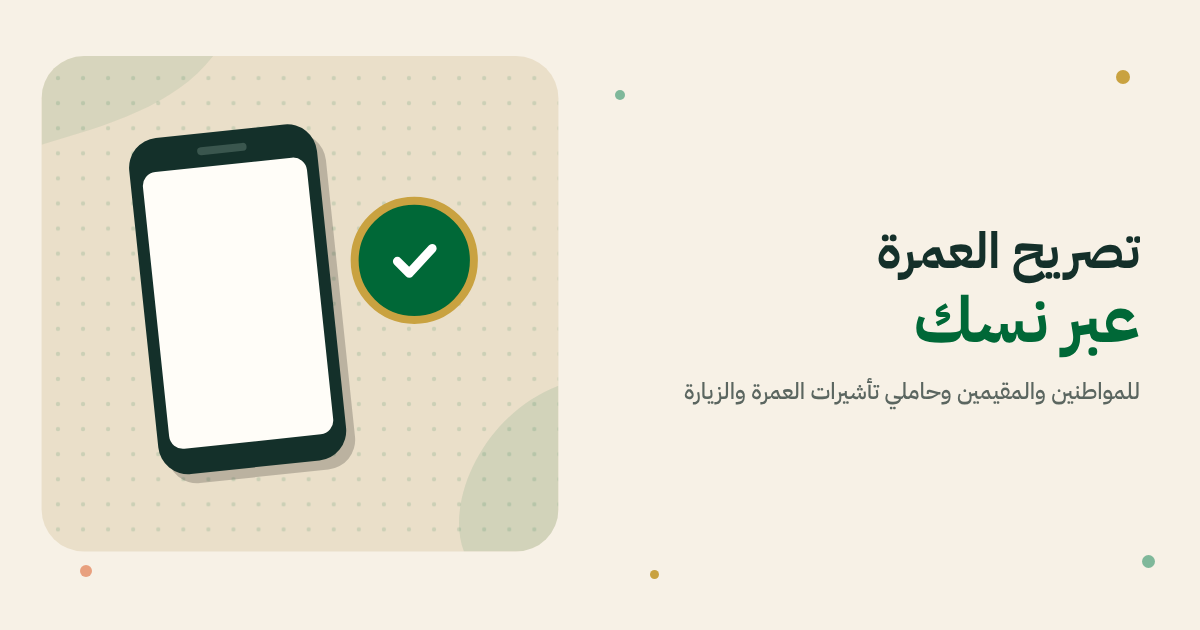 تصريح العمرة
عبر نسك
للمواطنين والمقيمين وحاملي تأشيرات العمرة والزيارة